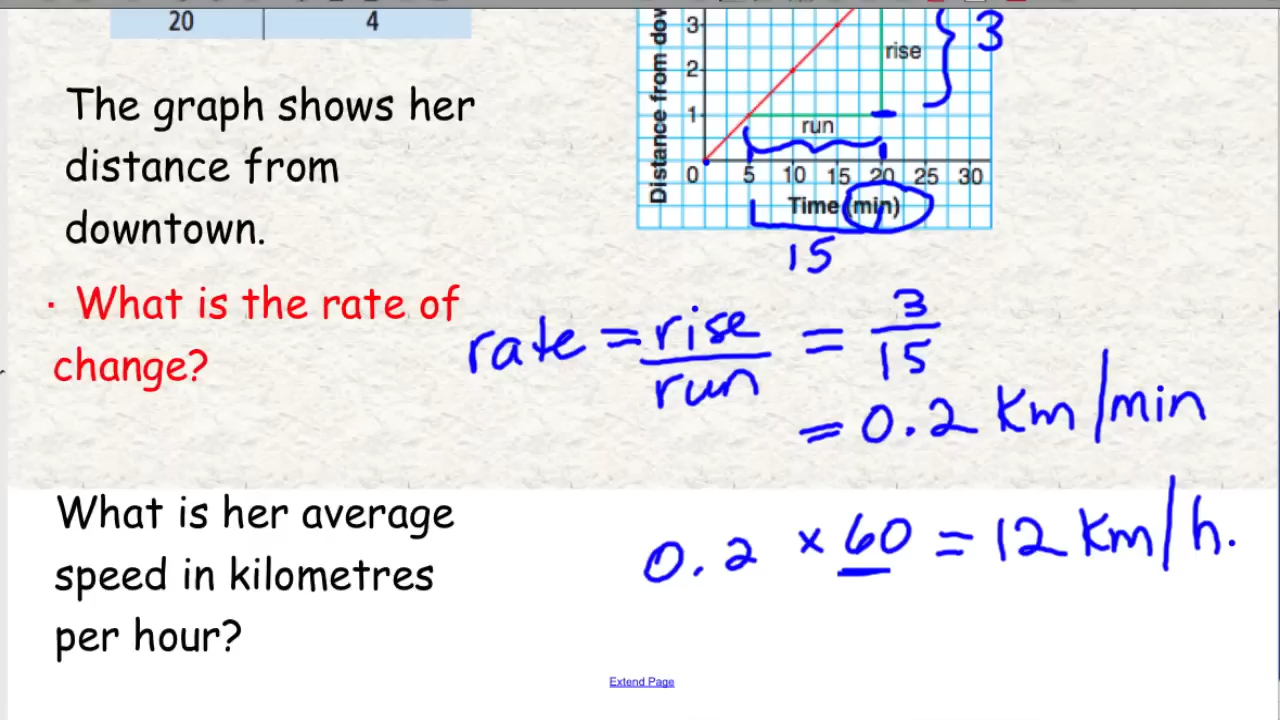 20 4
The graph shows her
distance from
downtown.
· What is the rate of
change?
What is her average
speed in kilometres
per hour?
Distance from dow
3
2
1
0 5 10 15 20 25 30
Time (min)
rise
run
3
15
rate = rise/run = 3/15
= 0.2 Km/min
0.2 × 60 = 12 Km/h.
Extend Page